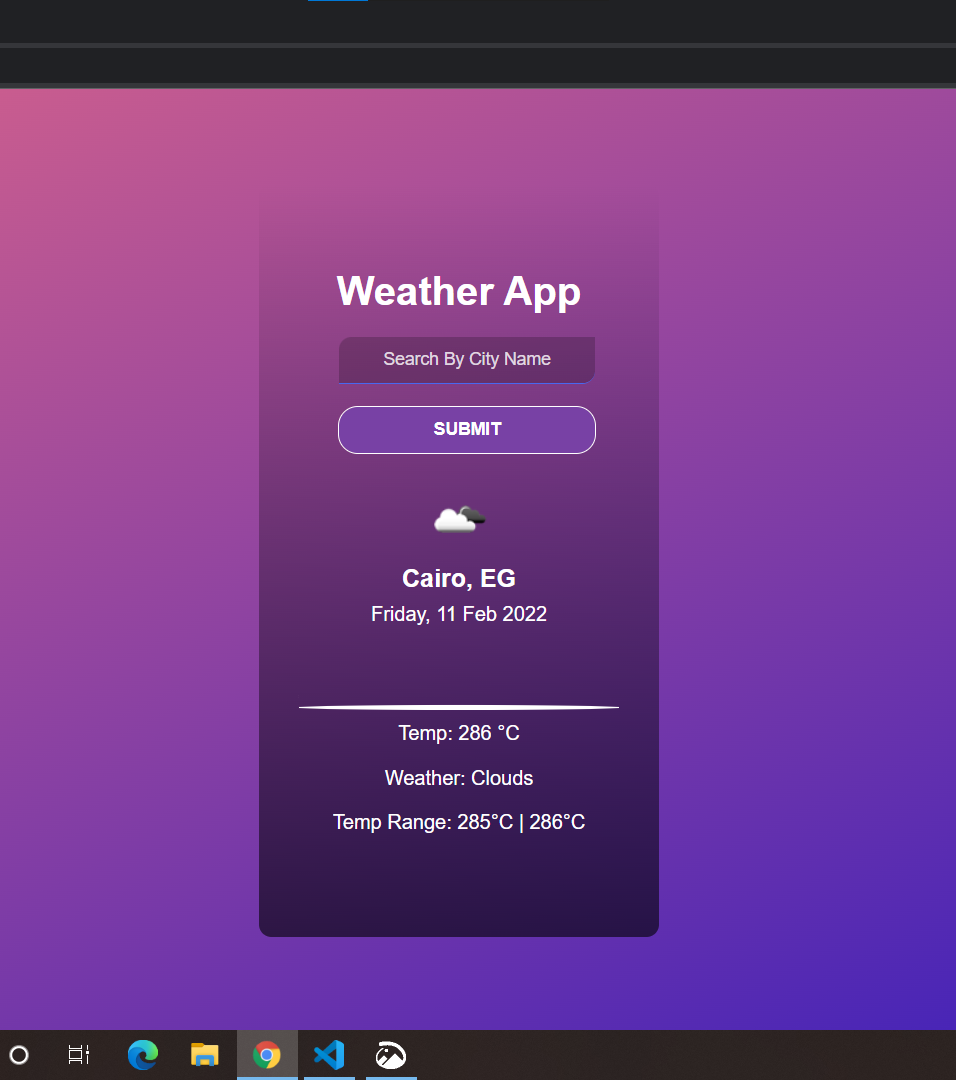 Weather App
Search By City Name
SUBMIT
Cairo, EG
Friday, 11 Feb 2022
Temp: 286 °C
Weather: Clouds
Temp Range: 285°C | 286°C